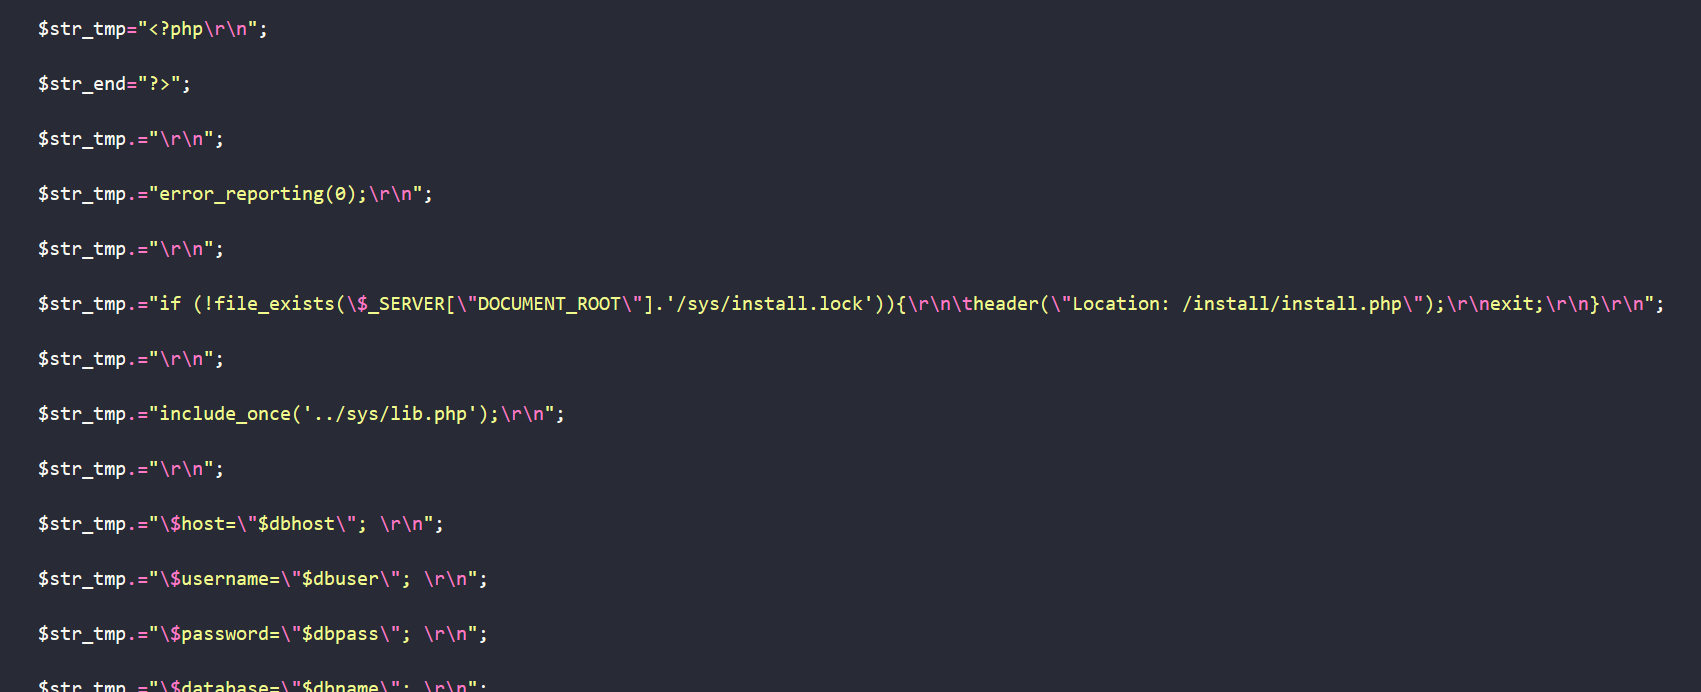 $str_tmp="<?php\r\n";
$str_end="?>";
$str_tmp.="\r\n";
$str_tmp.="error_reporting(0);\r\n";
$str_tmp.="\r\n";
$str_tmp.="if (!file_exists(\$_SERVER[\"DOCUMENT_ROOT\"].'/sys/install.lock')){\r\n\theader(\"Location: /install/install.php\");\r\nexit;\r\n}\r\n";
$str_tmp.="\r\n";
$str_tmp.="include_once('../sys/lib.php');\r\n";
$str_tmp.="\r\n";
$str_tmp.="\$host=\"$dbhost\"; \r\n";
$str_tmp.="\$username=\"$dbuser\"; \r\n";
$str_tmp.="\$password=\"$dbpass\"; \r\n";
$str_tmp.="\$database=\"$dbname\"; \r\n";